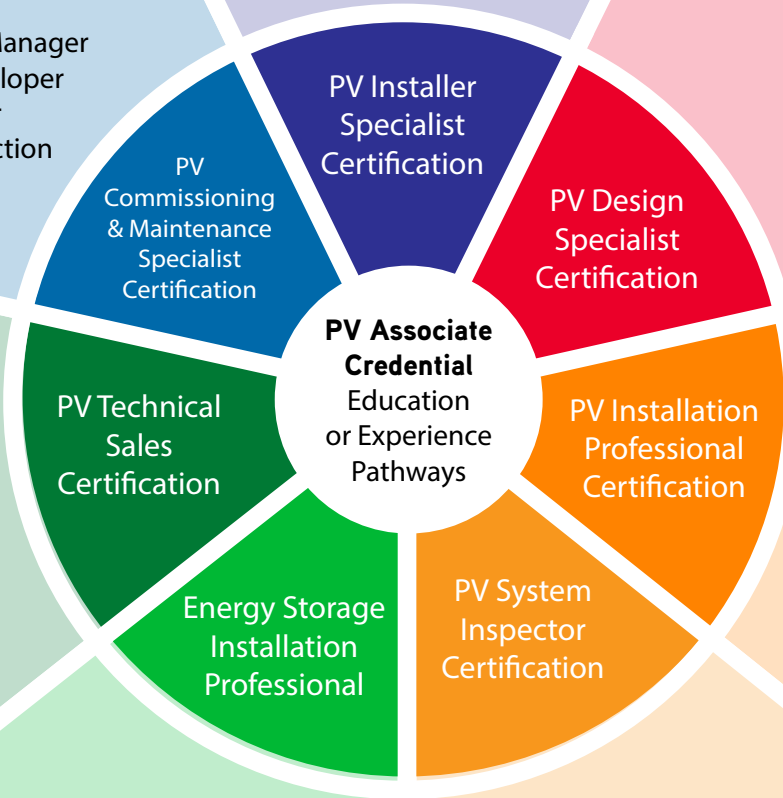 PV Installer
Specialist
Certification
PV Design
Specialist
Certification
PV Installation
Professional
Certification
PV System
Inspector
Certification
Energy Storage
Installation
Professional
PV Technical
Sales
Certification
PV
Commissioning
& Maintenance
Specialist
Certification
PV Associate
Credential
Education
or Experience
Pathways